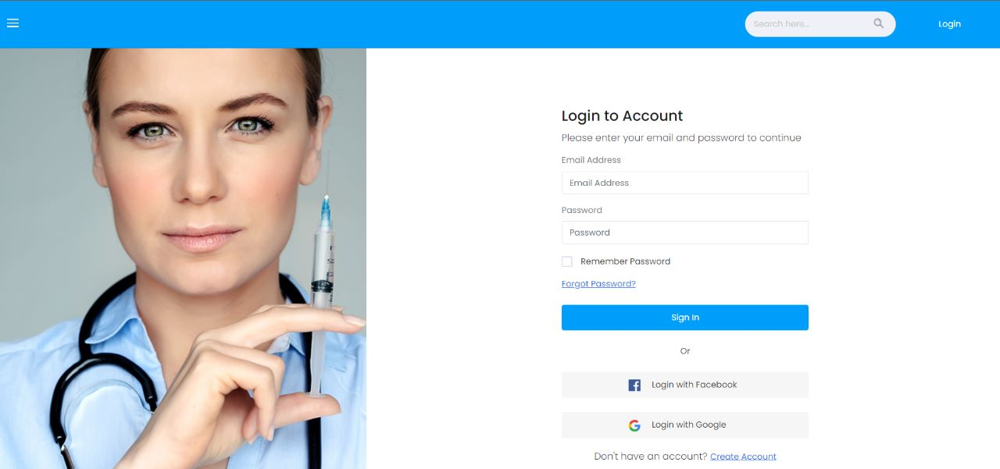 Search here...
Login
Login to Account
Please enter your email and password to continue
Email Address
Email Address
Password
Password
Remember Password
Forgot Password?
Sign In
Or
Login with Facebook
Login with Google
Don't have an account? Create Account